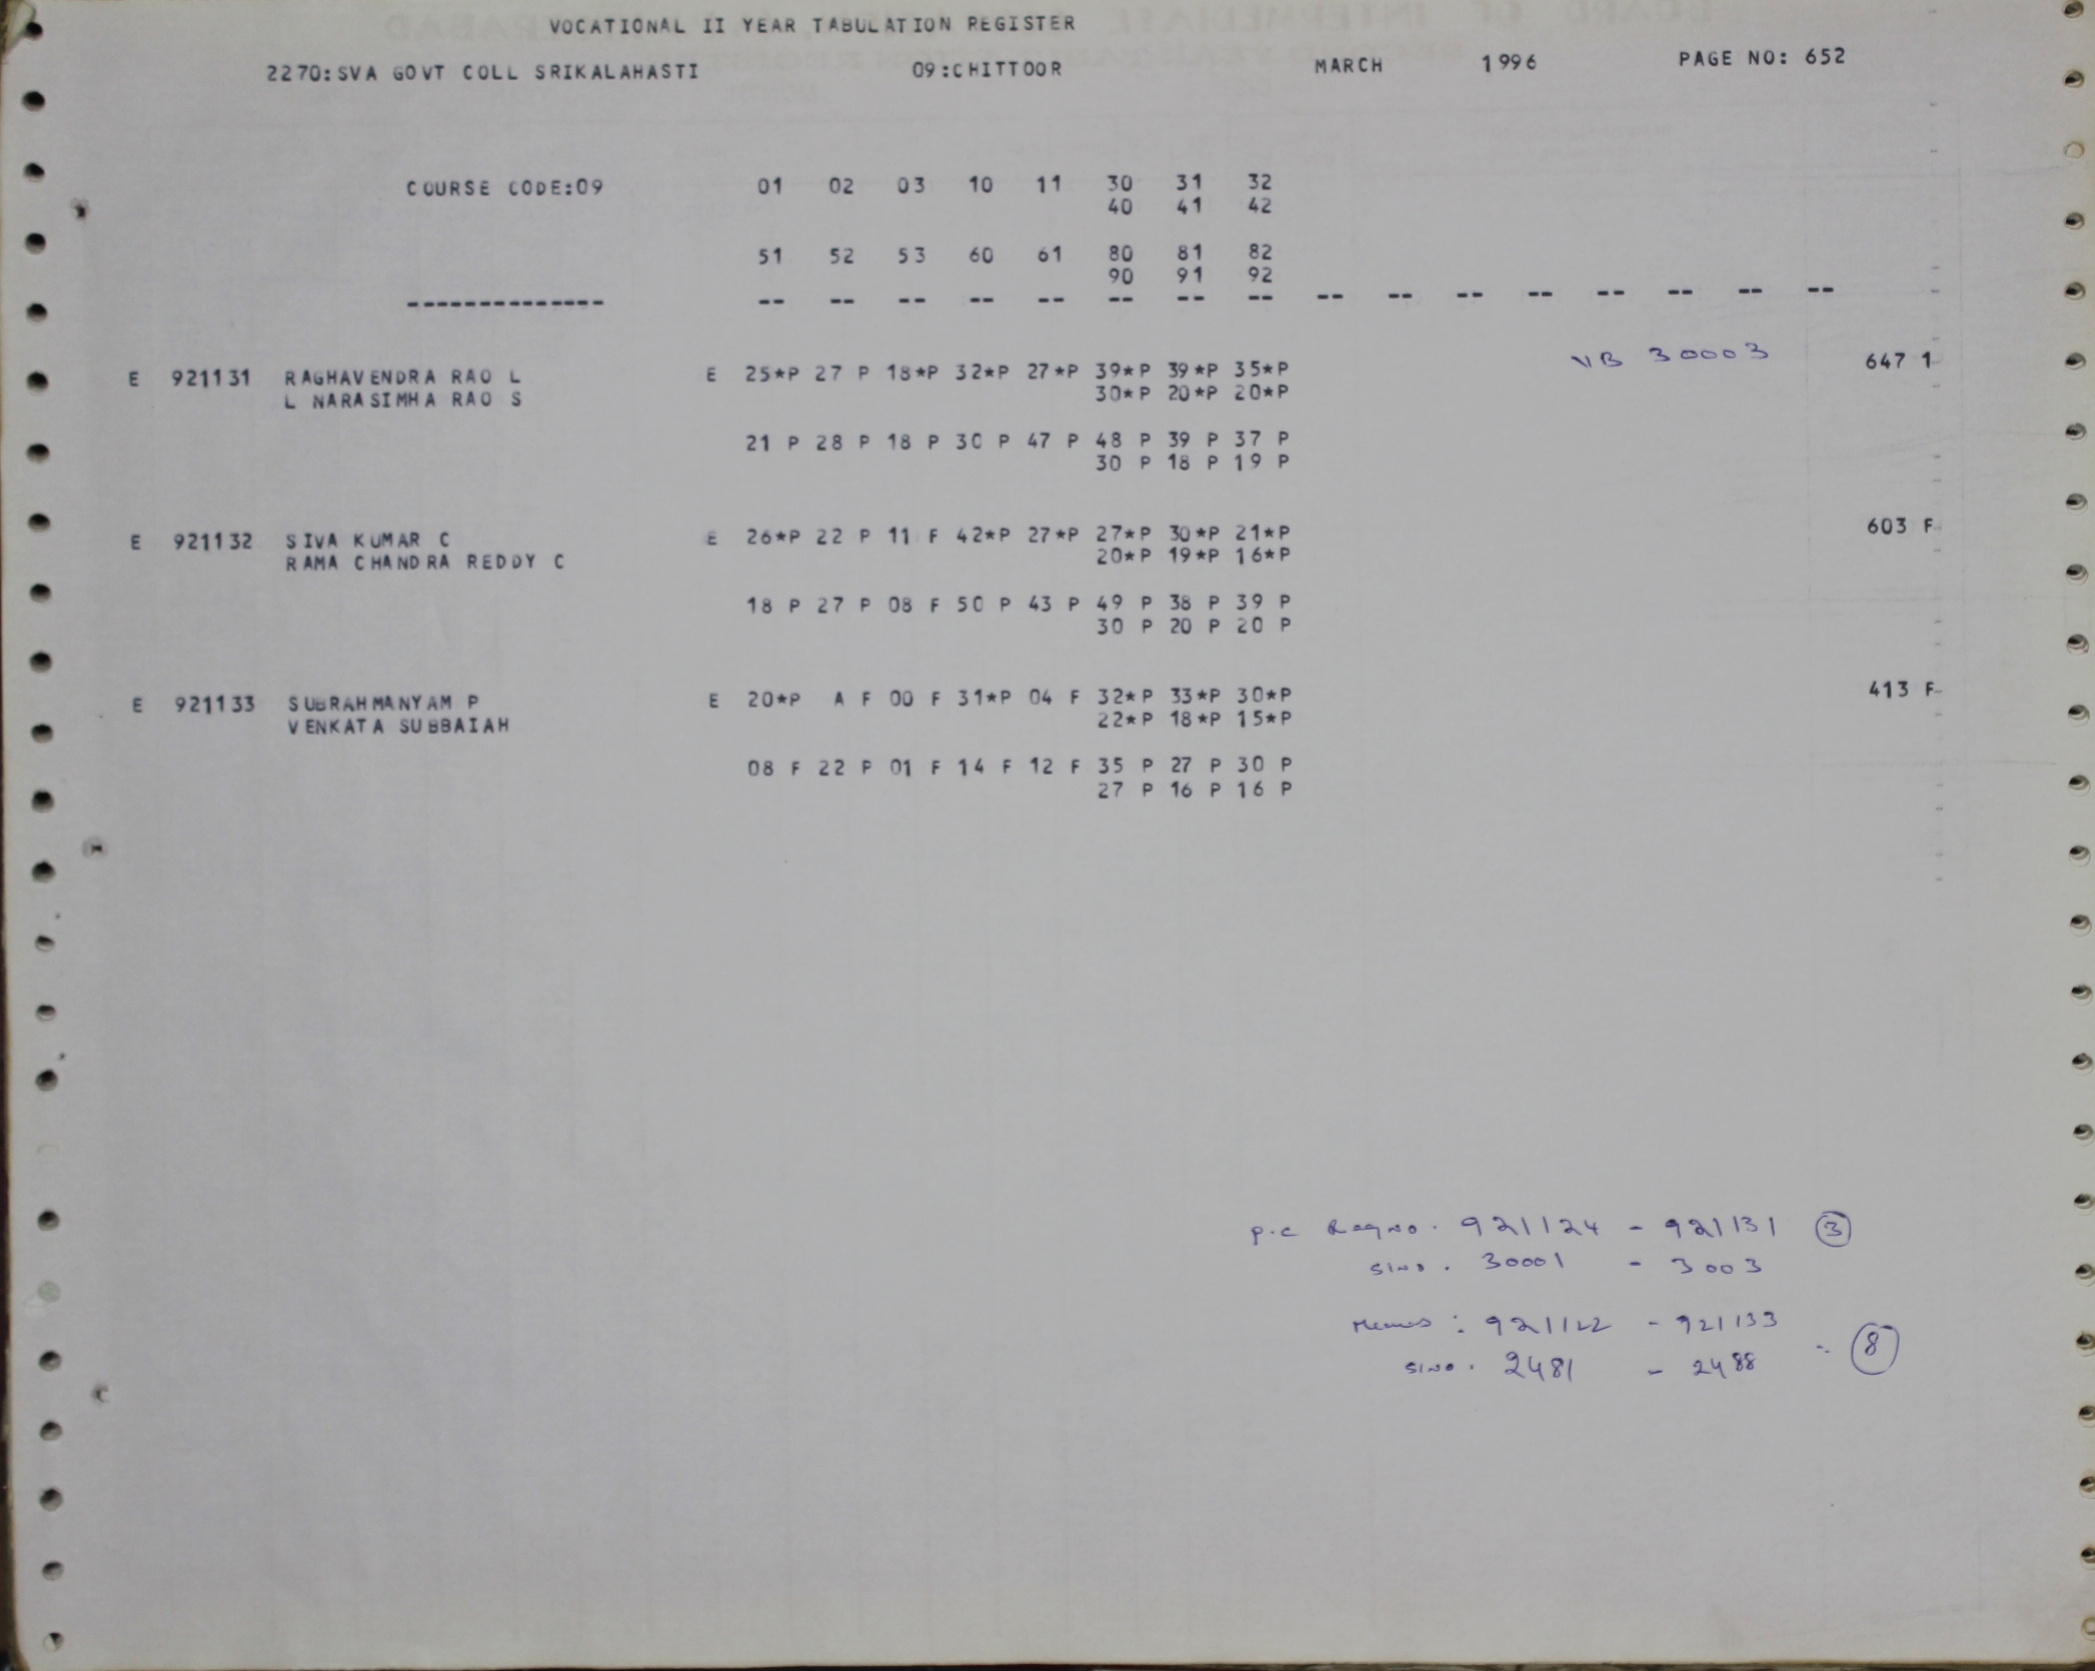 VOCATIONAL II YEAR TABULATION REGISTER
2270:SVA GOVT COLL SRIKALAHASTI 09:CHITTOOR MARCH 1996 PAGE NO: 652
COURSE CODE:09 01 02 03 10 11 30 31 32
40 41 42
51 52 53 60 61 80 81 82
90 91 92
-------------- -- -- -- -- -- -- -- -- -- -- -- -- -- -- -- --
E 921131 RAGHAVENDRA RAO L E 25*P 27 P 18*P 32*P 27*P 39*P 39*P 35*P VB 30003 647 1
L NARASIMHA RAO S 30*P 20*P 20*P
21 P 28 P 18 P 30 P 47 P 48 P 39 P 37 P
30 P 18 P 19 P
E 921132 SIVA KUMAR C E 26*P 22 P 11 F 42*P 27*P 27*P 30*P 21*P 603 F
RAMA CHANDRA REDDY C 20*P 19*P 16*P
18 P 27 P 08 F 50 P 43 P 49 P 38 P 39 P
30 P 20 P 20 P
E 921133 SUBRAHMANYAM P E 20*P A F 00 F 31*P 04 F 32*P 33*P 30*P 413 F
VENKATA SUBBAIAH 22*P 18*P 15*P
08 F 22 P 01 F 14 F 12 F 35 P 27 P 30 P
27 P 16 P 16 P
P.C Regno. 921124 - 921131 3
Slno. 30001 - 3003
Memos : 921122 - 921133
Slno. 2481 - 2488 8